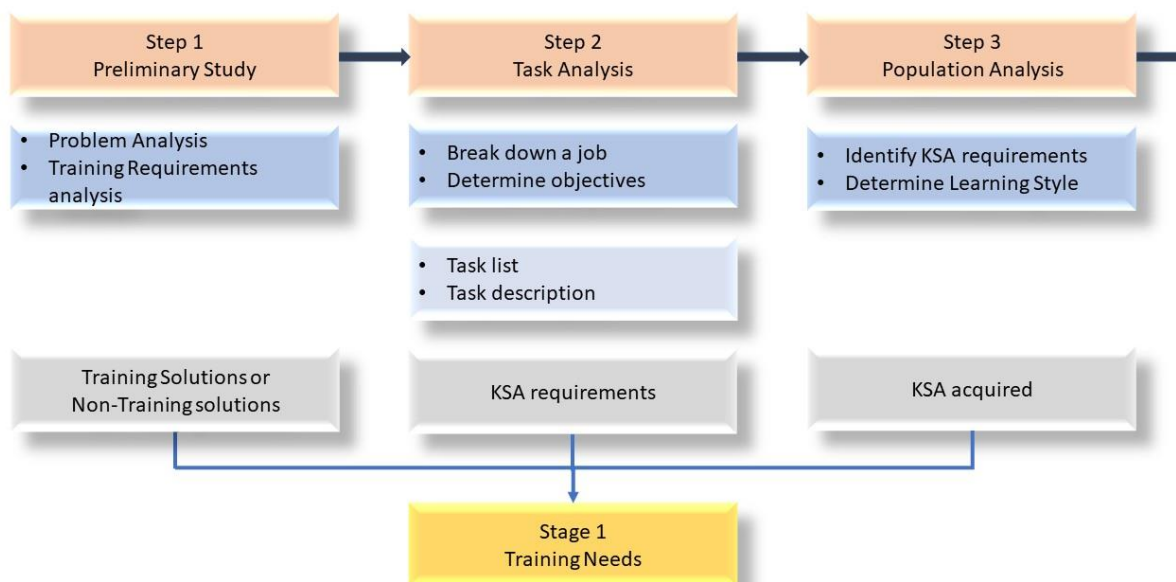 Step 1
Preliminary Study
Step 2
Task Analysis
Step 3
Population Analysis
• Problem Analysis
• Training Requirements
analysis
• Break down a job
• Determine objectives
• Identify KSA requirements
• Determine Learning Style
• Task list
• Task description
Training Solutions or
Non-Training solutions
KSA requirements
KSA acquired
Stage 1
Training Needs